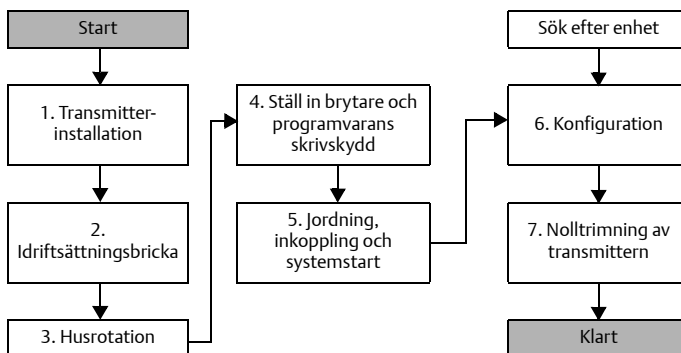 Start
1. Transmitter-
installation
2.
Idriftsättningsbricka
3. Husrotation
4. Ställ in brytare och
programvarans
skrivskydd
5. Jordning,
inkoppling och
systemstart
Sök efter enhet
6. Konfiguration
7. Nolltrimning av
transmittern
Klart